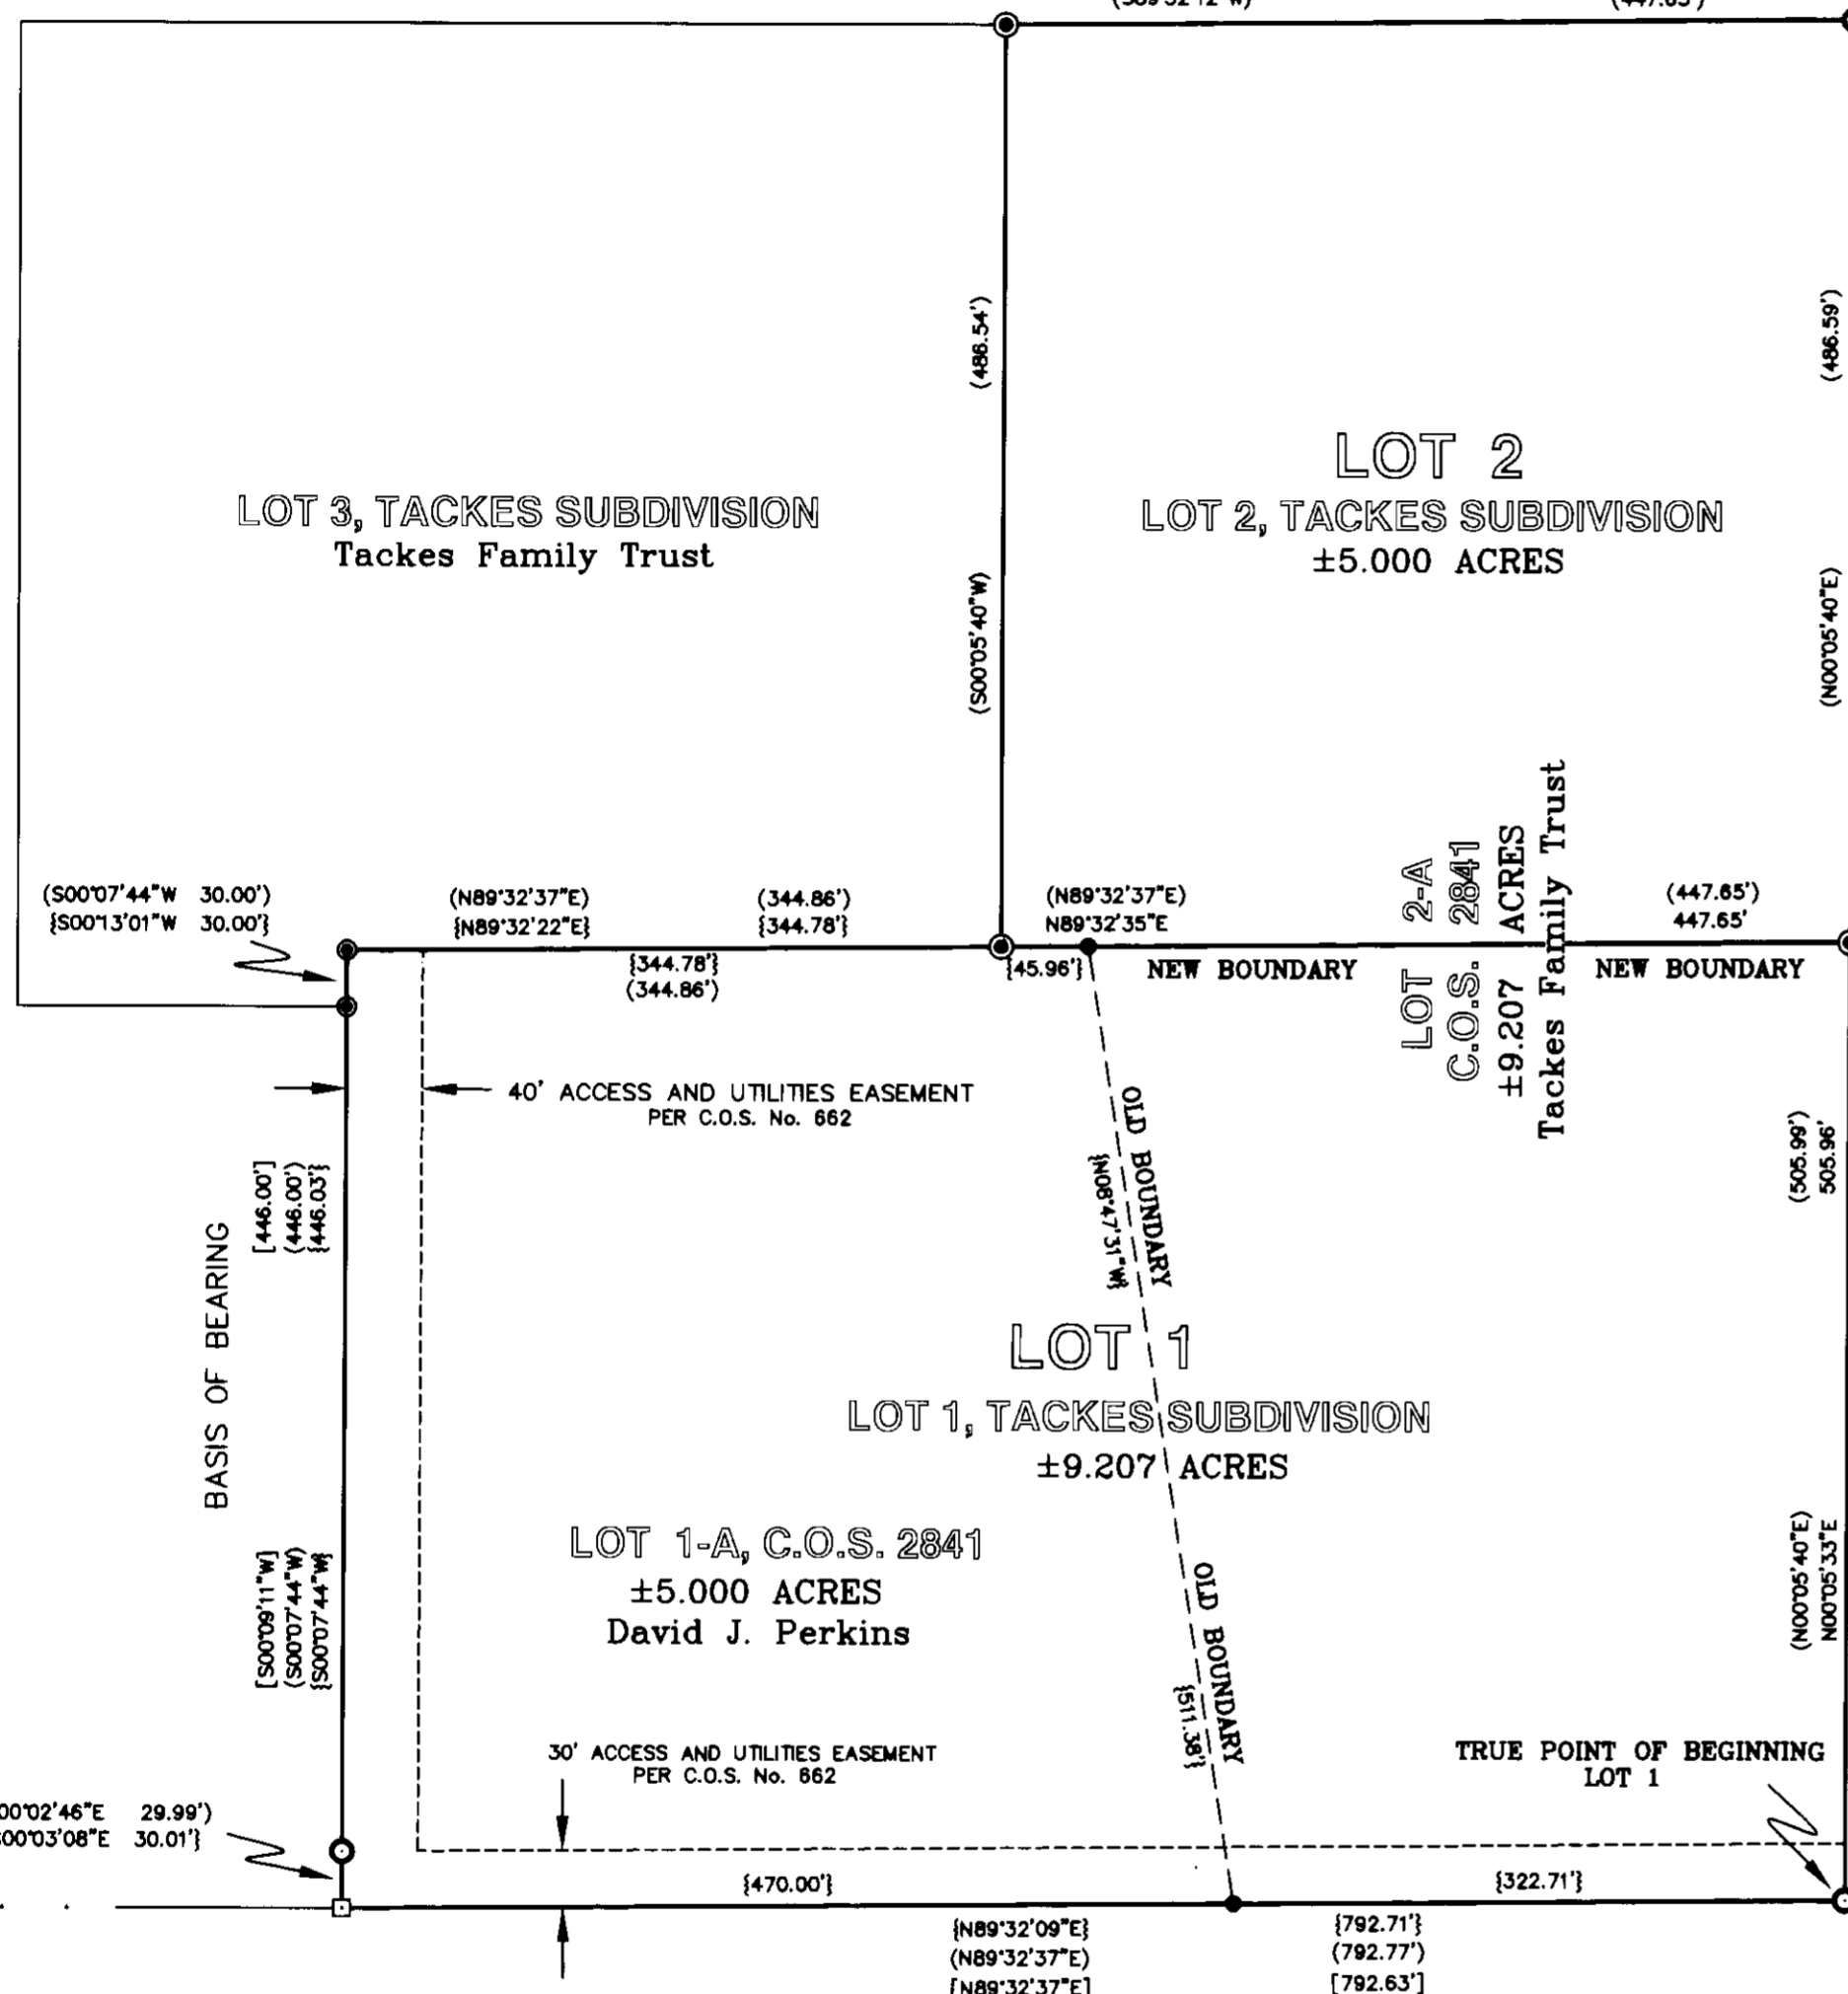 (447.65')
(486.54')
(S00°05'40"W)
(486.59')
(N00°05'40"E)
LOT 2
LOT 2, TACKES SUBDIVISION
±5.000 ACRES
LOT 3, TACKES SUBDIVISION
Tackes Family Trust
(S00°07'44"W 30.00')
{S00°13'01"W 30.00'}
(N89°32'37"E) (344.86')
{N89°32'22"E} {344.78'}
{344.78'}
(344.86')
(N89°32'37"E)
N89°32'35"E
{45.96'}
NEW BOUNDARY
LOT 2-A
C.O.S. 2841
±9.207 ACRES
Tackes Family Trust
(447.65')
447.65'
NEW BOUNDARY
40' ACCESS AND UTILITIES EASEMENT
PER C.O.S. No. 662
OLD BOUNDARY
{N08°47'31"W}
(505.99')
505.96'
[446.00']
(446.00')
{446.03'}
BASIS OF BEARING
LOT 1
LOT 1, TACKES SUBDIVISION
±9.207 ACRES
LOT 1-A, C.O.S. 2841
±5.000 ACRES
David J. Perkins
[S00°09'11"W]
(S00°07'44"W)
{S00°07'44"W}
OLD BOUNDARY
{511.38'}
(N00°05'40"E)
N00°05'33"E
30' ACCESS AND UTILITIES EASEMENT
PER C.O.S. No. 662
TRUE POINT OF BEGINNING
LOT 1
00°02'46"E 29.99')
00°03'08"E 30.01'}
{470.00'}
{322.71'}
{N89°32'09"E} {792.71'}
(N89°32'37"E) (792.77')
[N89°32'37"E] [792.63']